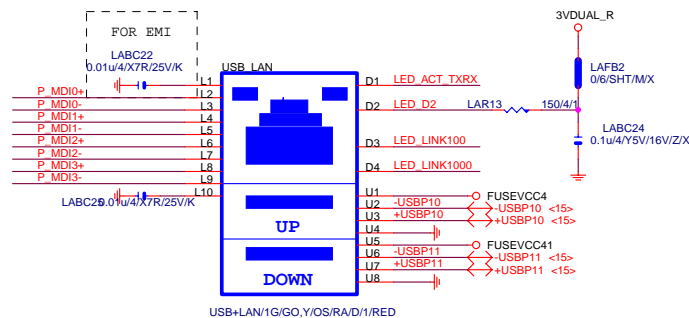 FOR EMI
LABC22
0.01u/4/X7R/25V/K
USB_LAN
3VDUAL_R
LAFB2
0/6/SHT/M/X
L1
P_MDI0+ L2
P_MDI0- L3
P_MDI1+ L4
P_MDI1- L5
P_MDI2+ L6
P_MDI2- L7
P_MDI3+ L8
P_MDI3- L9
LABC25 0.01u/4/X7R/25V/K L10
D1 LED_ACT_TXRX
D2 LED_D2 LAR13 150/4/1
LABC24
0.1u/4/Y5V/16V/Z/X
D3 LED_LINK100
D4 LED_LINK1000
U1 FUSEVCC4
U2 -USBP10 -USBP10 <15>
U3 +USBP10 +USBP10 <15>
U4
UP
U5 FUSEVCC41
U6 -USBP11 -USBP11 <15>
U7 +USBP11 +USBP11 <15>
U8
DOWN
USB+LAN/1G/GO,Y/OS/RA/D/1/RED